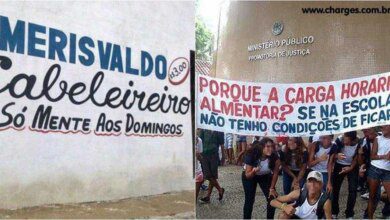 MERISVALDO
R$3,00
Cabeleireiro
SÓ MENTE AOS DOMINGOS
www.charges.com.br
MINISTÉRIO PÚBLICO
PROMOTORIA DE JUSTIÇA
PORQUE A CARGA HORARI
ALMENTAR? SE NA ESCOLA
NÃO TENHO CONDIÇÕES DE FICAR